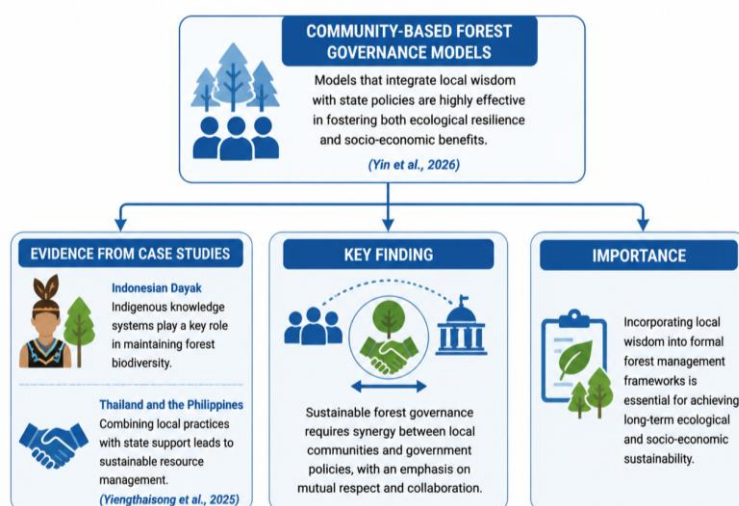 COMMUNITY-BASED FOREST
GOVERNANCE MODELS
Models that integrate local wisdom
with state policies are highly effective
in fostering both ecological resilience
and socio-economic benefits.
(Yin et al., 2026)
EVIDENCE FROM CASE STUDIES
Indonesian Dayak
Indigenous knowledge
systems play a key role
in maintaining forest
biodiversity.
Thailand and the Philippines
Combining local practices
with state support leads to
sustainable resource
management.
(Yiengthaisong et al., 2025)
KEY FINDING
Sustainable forest governance
requires synergy between local
communities and government
policies, with an emphasis on
mutual respect and collaboration.
IMPORTANCE
Incorporating local
wisdom into formal
forest management
frameworks is
essential for achieving
long-term ecological
and socio-economic
sustainability.